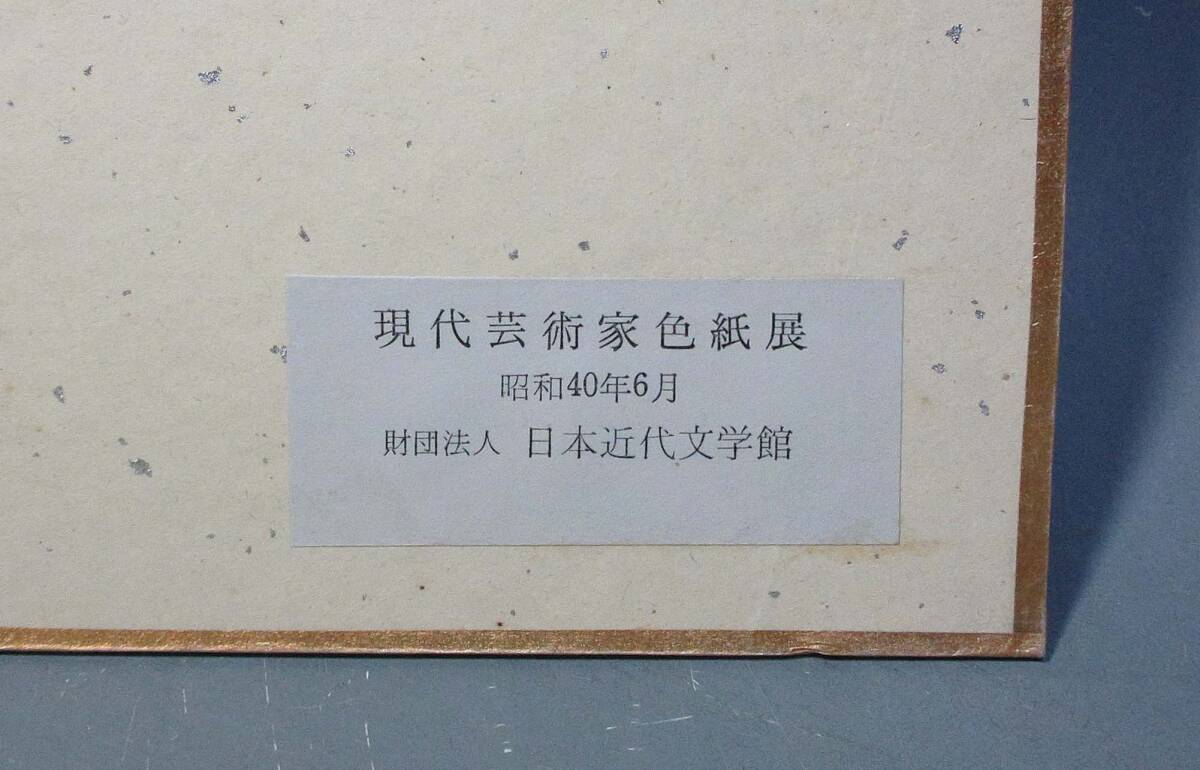 現代芸術家色紙展
昭和40年6月
財団法人 日本近代文学館